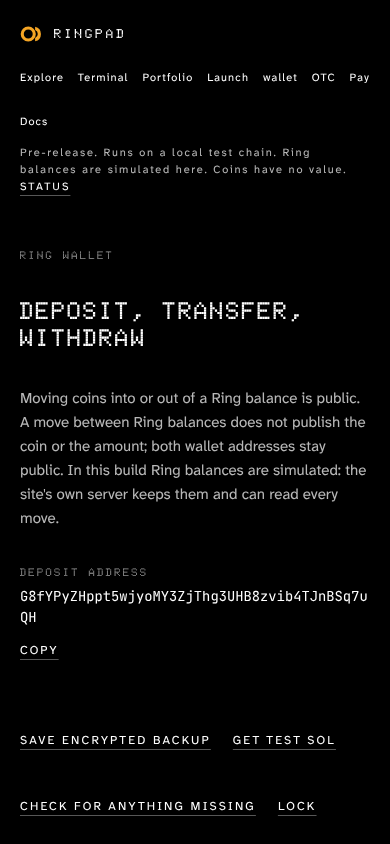 RINGPAD
Explore Terminal Portfolio Launch wallet OTC Pay
Docs
Pre-release. Runs on a local test chain. Ring
balances are simulated here. Coins have no value.
STATUS
RING WALLET
DEPOSIT, TRANSFER,
WITHDRAW
Moving coins into or out of a Ring balance is public.
A move between Ring balances does not publish the
coin or the amount; both wallet addresses stay
public. In this build Ring balances are simulated: the
site's own server keeps them and can read every
move.
DEPOSIT ADDRESS
G8fYPyZHppt5wjyoMY3ZjThg3UHB8zvib4TJnBSq7u
QH
COPY
SAVE ENCRYPTED BACKUP GET TEST SOL
CHECK FOR ANYTHING MISSING LOCK